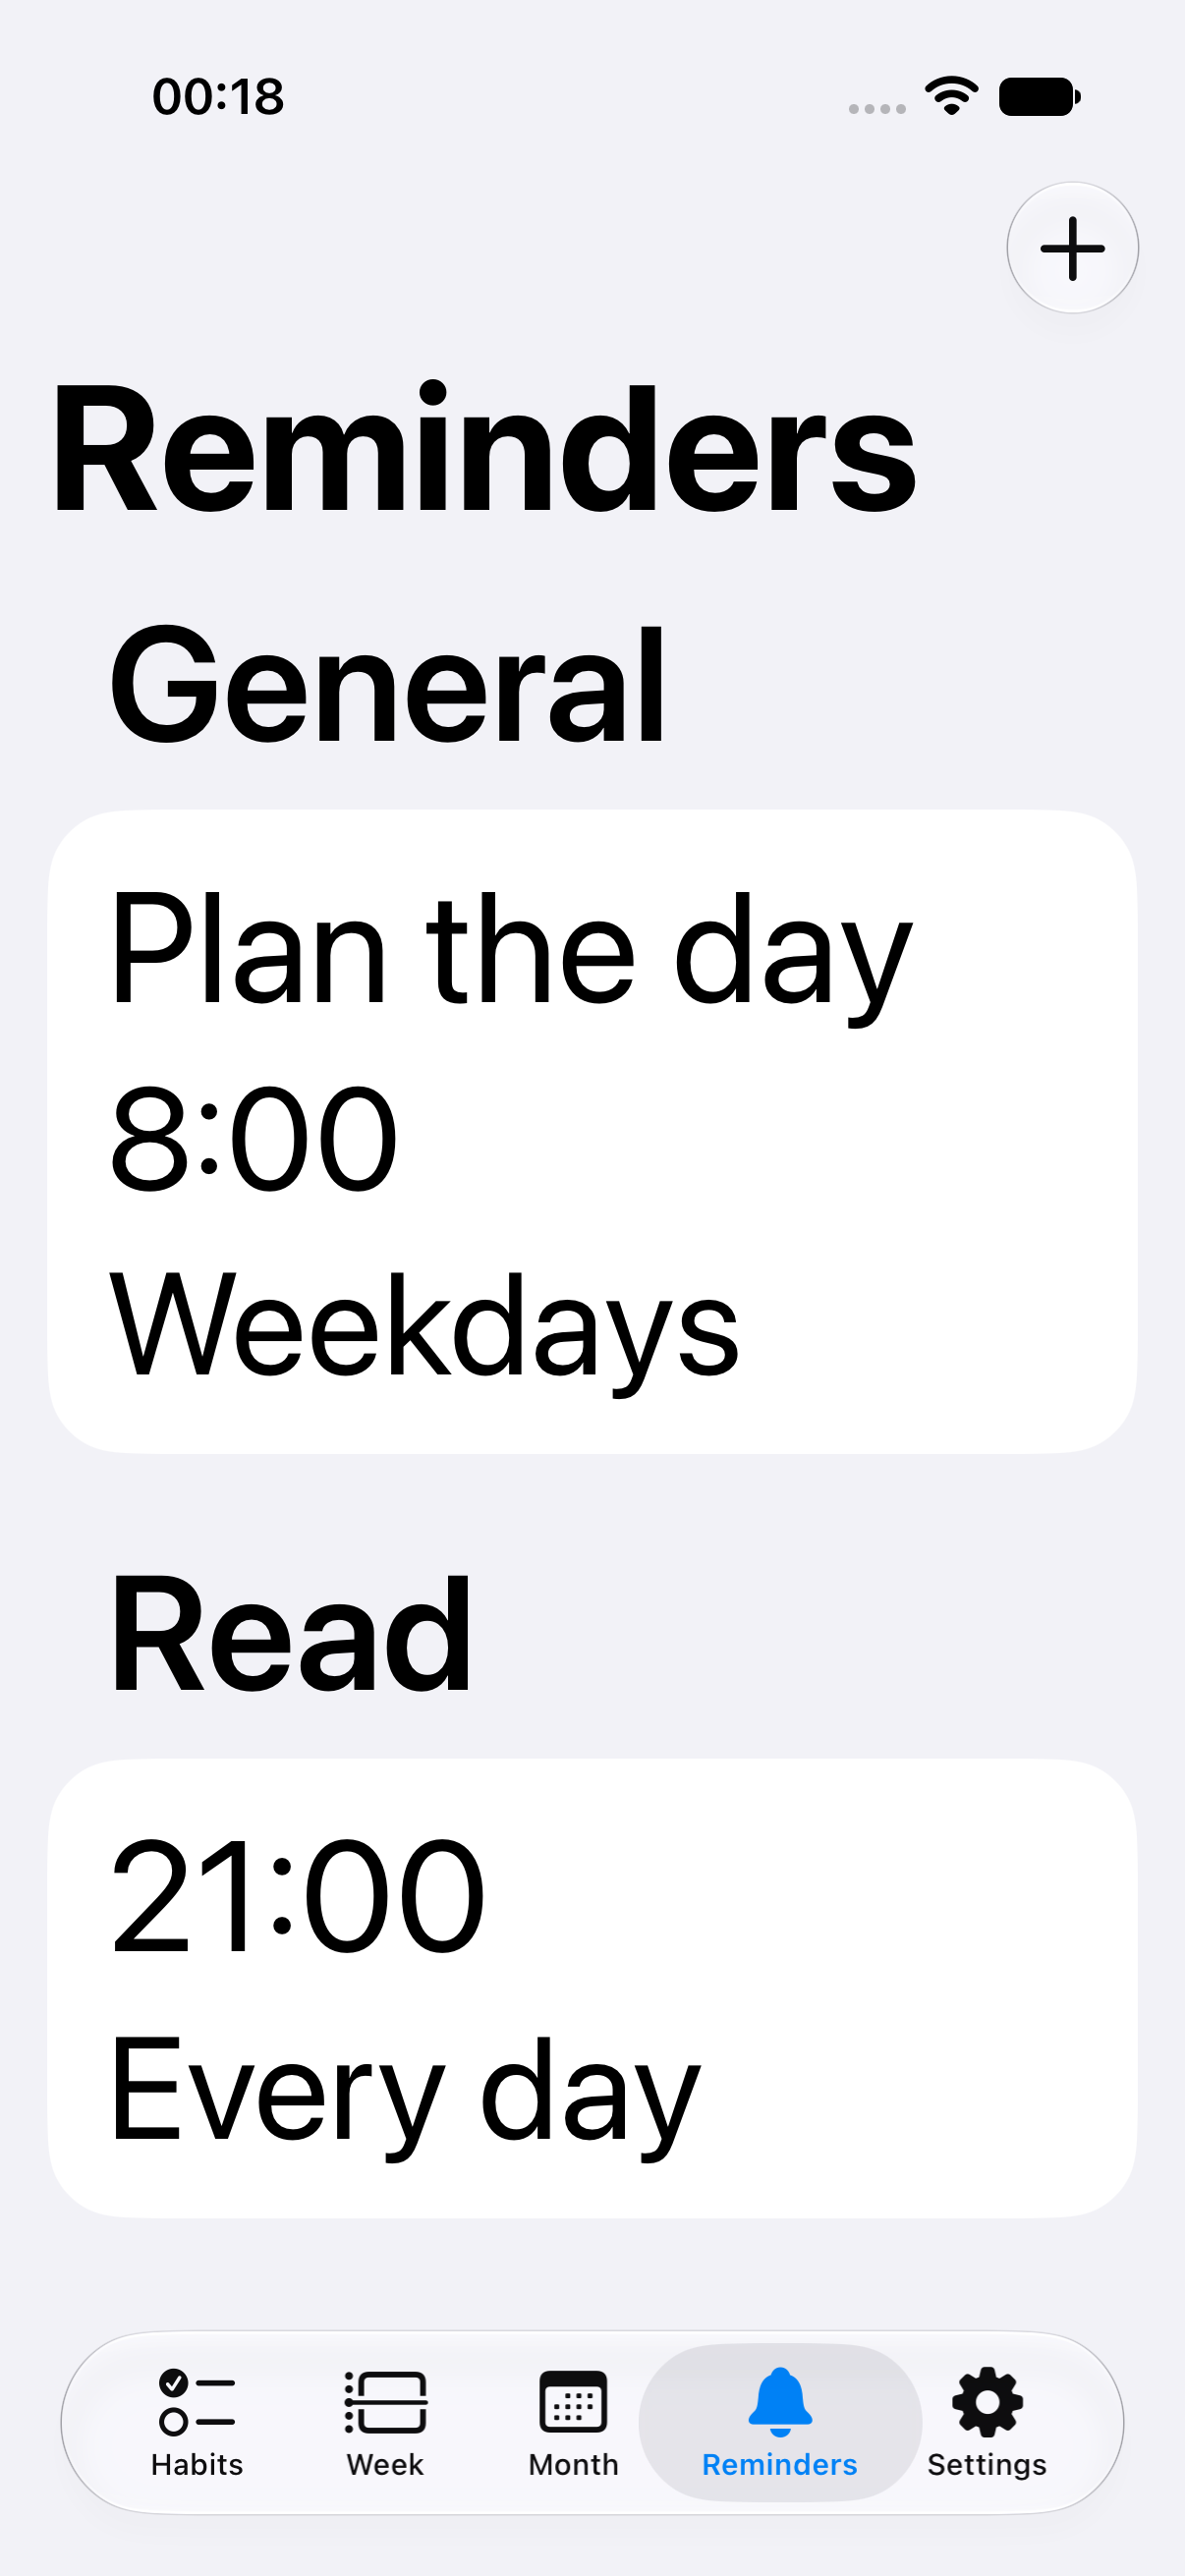 00:18
Reminders
General
Plan the day
8:00
Weekdays
Read
21:00
Every day
Habits
Week
Month
Reminders
Settings